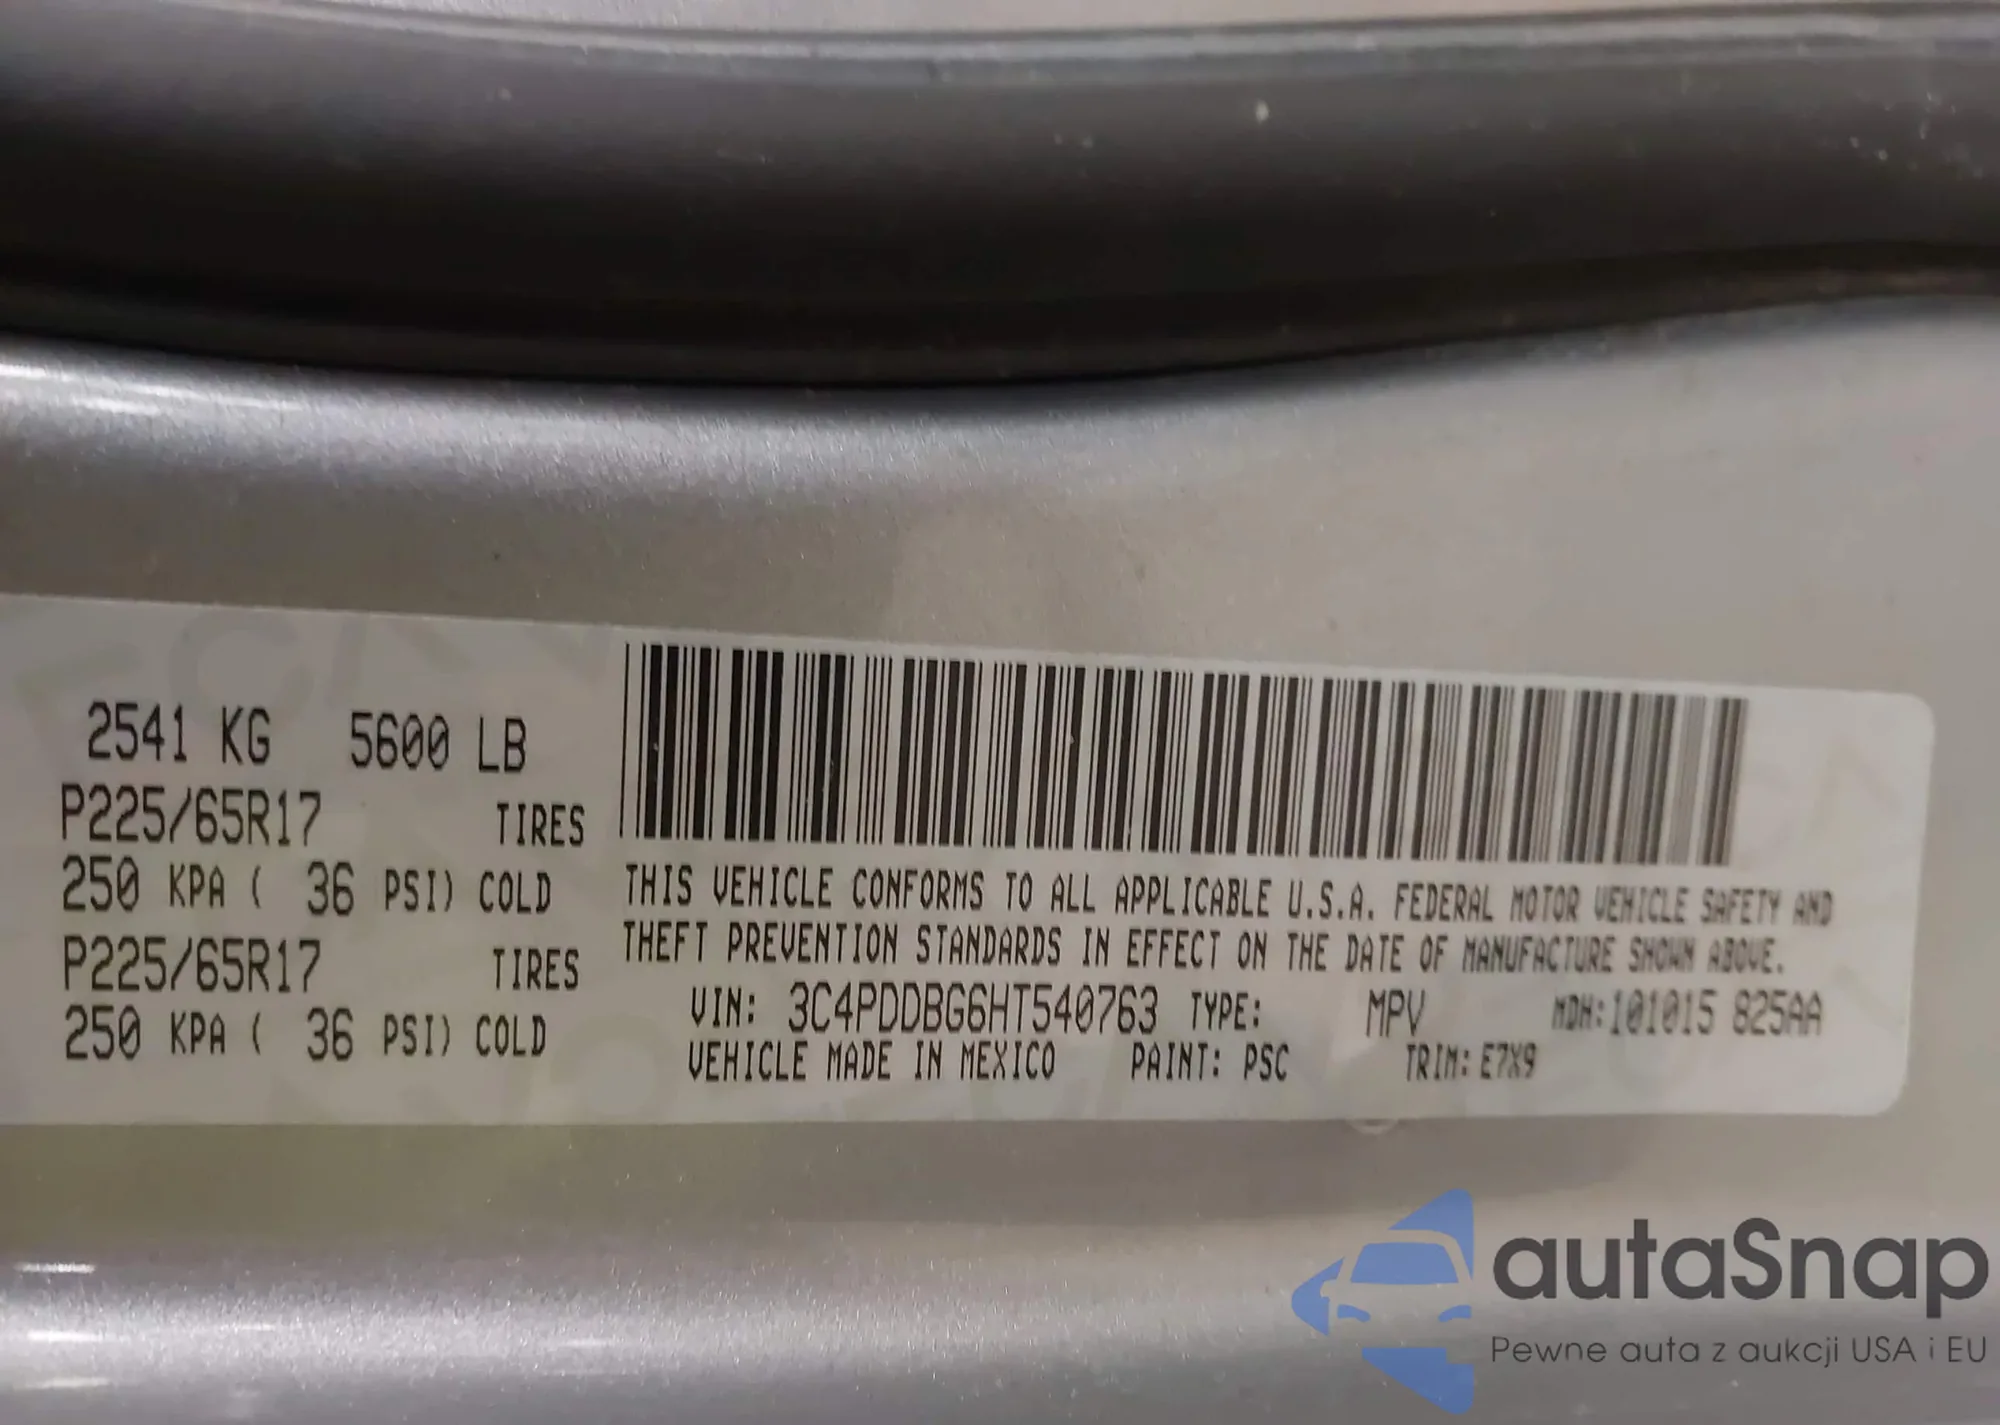 2541 KG 5600 LB
P225/65R17 TIRES
250 KPA ( 36 PSI) COLD
P225/65R17 TIRES
250 KPA ( 36 PSI) COLD
THIS VEHICLE CONFORMS TO ALL APPLICABLE U.S.A. FEDERAL MOTOR VEHICLE SAFETY AND
THEFT PREVENTION STANDARDS IN EFFECT ON THE DATE OF MANUFACTURE SHOWN ABOVE.
VIN: 3C4PDDBG6HT540763 TYPE: MPV MDH:101015 825AA
VEHICLE MADE IN MEXICO PAINT: PSC TRIM: E7X9
autaSnap
Pewne auta z aukcji USA i EU